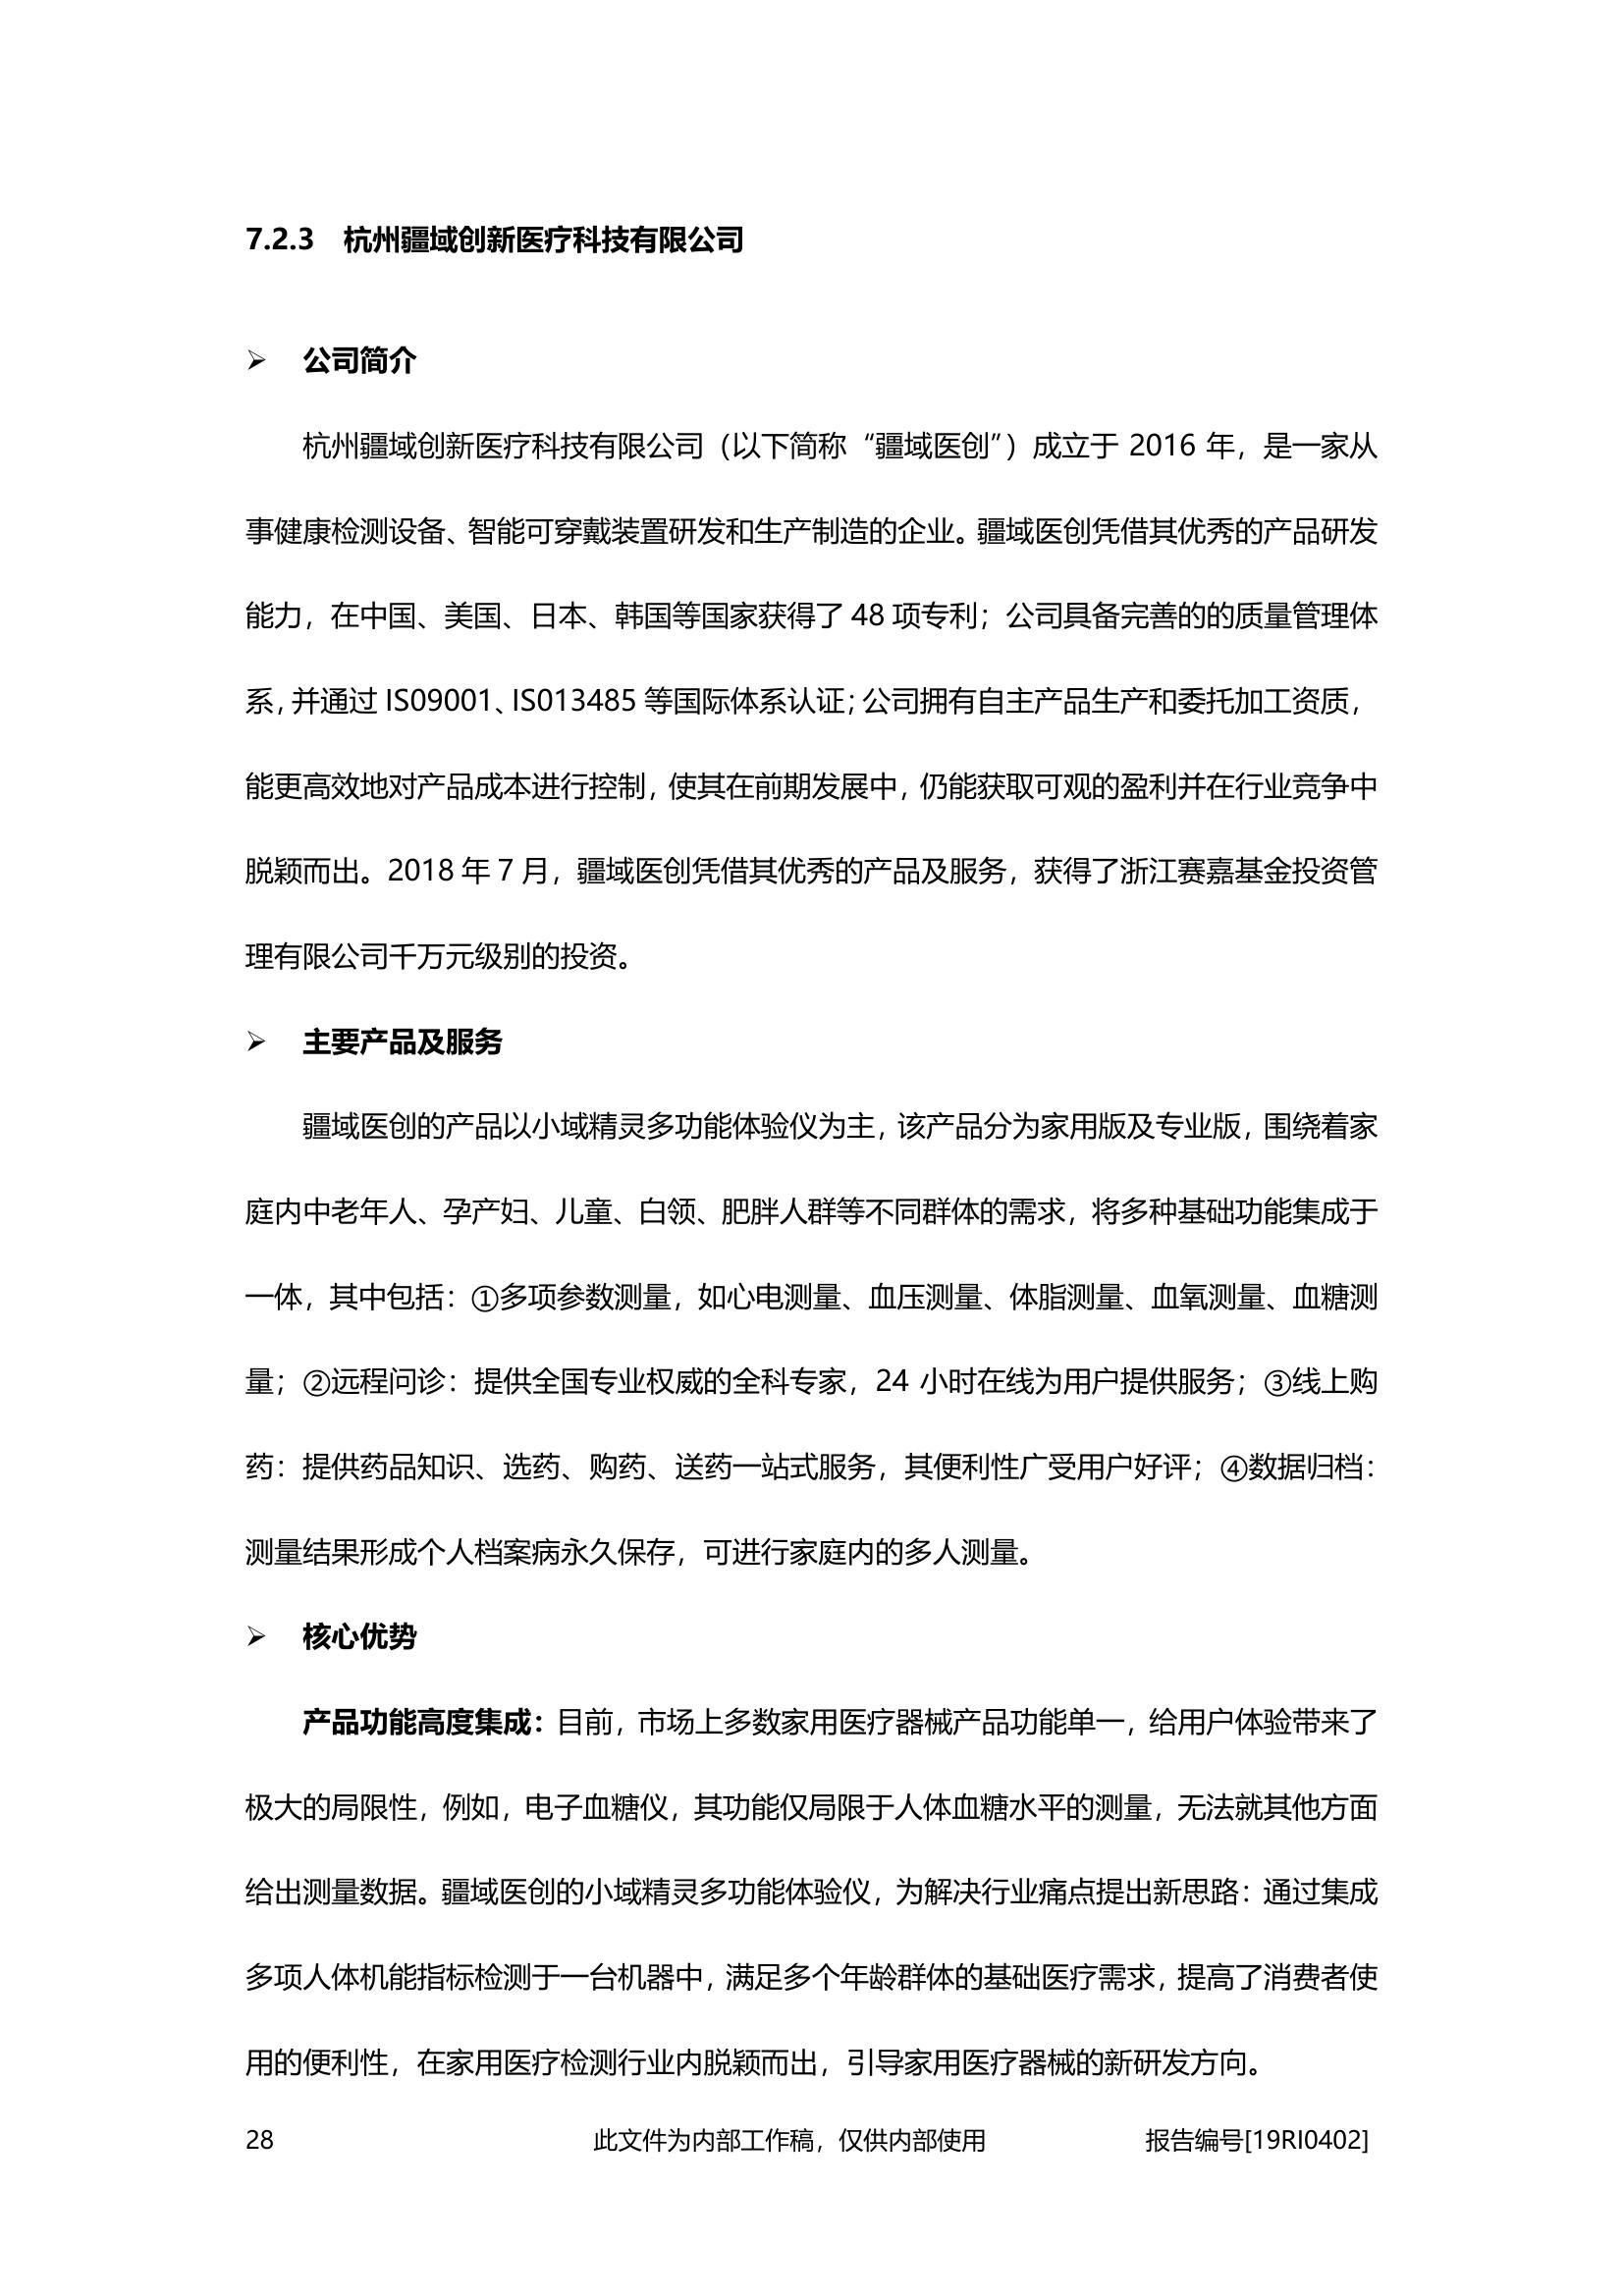 7.2.3 杭州疆域创新医疗科技有限公司
➢ 公司简介
杭州疆域创新医疗科技有限公司（以下简称“疆域医创”）成立于 2016 年，是一家从
事健康检测设备、智能可穿戴装置研发和生产制造的企业。疆域医创凭借其优秀的产品研发
能力，在中国、美国、日本、韩国等国家获得了 48 项专利；公司具备完善的的质量管理体
系，并通过 IS09001、IS013485 等国际体系认证；公司拥有自主产品生产和委托加工资质，
能更高效地对产品成本进行控制，使其在前期发展中，仍能获取可观的盈利并在行业竞争中
脱颖而出。2018 年 7 月，疆域医创凭借其优秀的产品及服务，获得了浙江赛嘉基金投资管
理有限公司千万元级别的投资。
➢ 主要产品及服务
疆域医创的产品以小域精灵多功能体验仪为主，该产品分为家用版及专业版，围绕着家
庭内中老年人、孕产妇、儿童、白领、肥胖人群等不同群体的需求，将多种基础功能集成于
一体，其中包括：①多项参数测量，如心电测量、血压测量、体脂测量、血氧测量、血糖测
量；②远程问诊：提供全国专业权威的全科专家，24 小时在线为用户提供服务；③线上购
药：提供药品知识、选药、购药、送药一站式服务，其便利性广受用户好评；④数据归档：
测量结果形成个人档案病永久保存，可进行家庭内的多人测量。
➢ 核心优势
产品功能高度集成：目前，市场上多数家用医疗器械产品功能单一，给用户体验带来了
极大的局限性，例如，电子血糖仪，其功能仅局限于人体血糖水平的测量，无法就其他方面
给出测量数据。疆域医创的小域精灵多功能体验仪，为解决行业痛点提出新思路：通过集成
多项人体机能指标检测于一台机器中，满足多个年龄群体的基础医疗需求，提高了消费者使
用的便利性，在家用医疗检测行业内脱颖而出，引导家用医疗器械的新研发方向。
28 此文件为内部工作稿，仅供内部使用 报告编号[19RI0402]